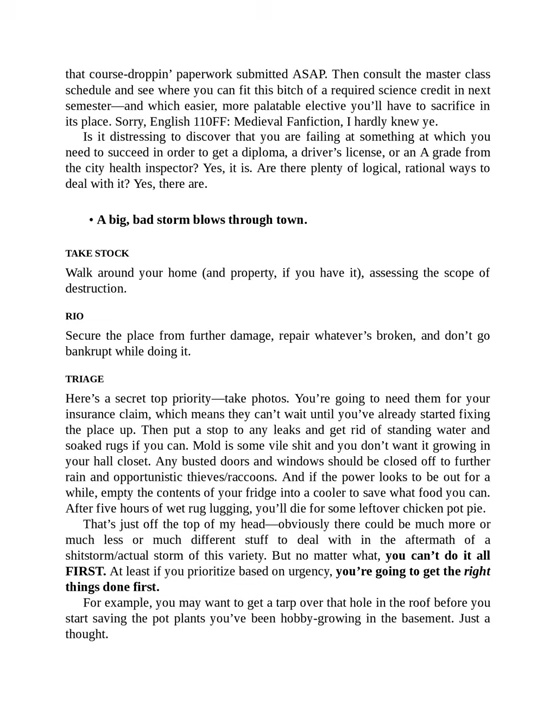 that course-droppin’ paperwork submitted ASAP. Then consult the master class
schedule and see where you can fit this bitch of a required science credit in next
semester—and which easier, more palatable elective you’ll have to sacrifice in
its place. Sorry, English 110FF: Medieval Fanfiction, I hardly knew ye.
Is it distressing to discover that you are failing at something at which you
need to succeed in order to get a diploma, a driver’s license, or an A grade from
the city health inspector? Yes, it is. Are there plenty of logical, rational ways to
deal with it? Yes, there are.
• A big, bad storm blows through town.
TAKE STOCK
Walk around your home (and property, if you have it), assessing the scope of
destruction.
RIO
Secure the place from further damage, repair whatever’s broken, and don’t go
bankrupt while doing it.
TRIAGE
Here’s a secret top priority—take photos. You’re going to need them for your
insurance claim, which means they can’t wait until you’ve already started fixing
the place up. Then put a stop to any leaks and get rid of standing water and
soaked rugs if you can. Mold is some vile shit and you don’t want it growing in
your hall closet. Any busted doors and windows should be closed off to further
rain and opportunistic thieves/raccoons. And if the power looks to be out for a
while, empty the contents of your fridge into a cooler to save what food you can.
After five hours of wet rug lugging, you’ll die for some leftover chicken pot pie.
That’s just off the top of my head—obviously there could be much more or
much less or much different stuff to deal with in the aftermath of a
shitstorm/actual storm of this variety. But no matter what, you can’t do it all
FIRST. At least if you prioritize based on urgency, you’re going to get the right
things done first.
For example, you may want to get a tarp over that hole in the roof before you
start saving the pot plants you’ve been hobby-growing in the basement. Just a
thought.